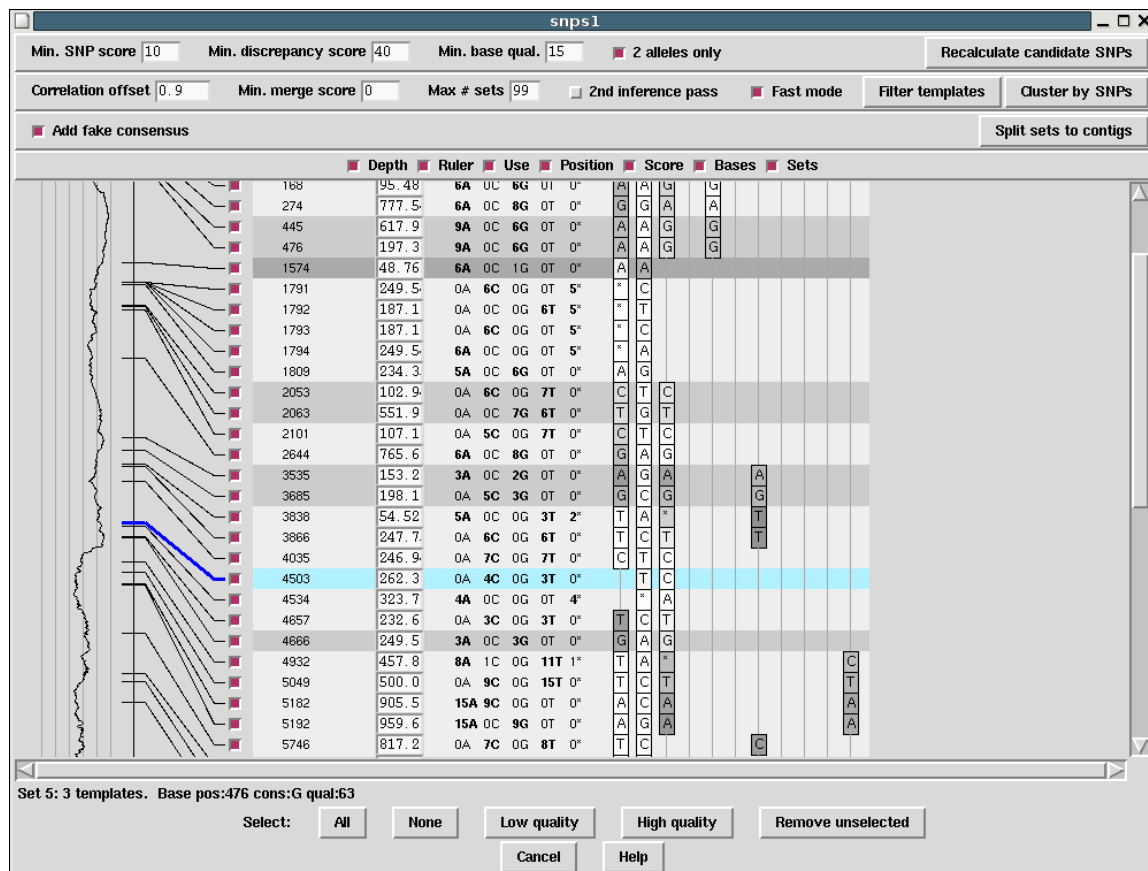 snps1
Min. SNP score 10 Min. discrepancy score 40 Min. base qual. 15 2 alleles only Recalculate candidate SNPs
Correlation offset 0.9 Min. merge score 0 Max # sets 99 2nd inference pass Fast mode Filter templates Cluster by SNPs
Add fake consensus Split sets to contigs
Depth Ruler Use Position Score Bases Sets
168 95.48 6A 0C 6G 0T 0* A A G G
274 777.5 6A 0C 8G 0T 0* G G A A
445 617.9 9A 0C 6G 0T 0* A A G G
476 197.3 9A 0C 6G 0T 0* A A G G
1574 48.76 6A 0C 1G 0T 0* A A
1791 249.5 0A 6C 0G 0T 5* * C
1792 187.1 0A 0C 0G 6T 5* * T
1793 187.1 0A 6C 0G 0T 5* * C
1794 249.5 6A 0C 0G 0T 5* * A
1809 234.3 5A 0C 6G 0T 0* A G
2053 102.9 0A 6C 0G 7T 0* C T C
2063 551.9 0A 0C 7G 6T 0* T G T
2101 107.1 0A 5C 0G 7T 0* C T C
2644 765.6 6A 0C 8G 0T 0* G A G
3535 153.2 3A 0C 2G 0T 0* A G A A
3685 198.1 0A 5C 3G 0T 0* G C G G
3838 54.52 5A 0C 0G 3T 2* T A * T
3866 247.7 0A 6C 0G 6T 0* T C T T
4035 246.9 0A 7C 0G 7T 0* C T C
4503 262.3 0A 4C 0G 3T 0* T C
4534 323.7 4A 0C 0G 0T 4* * A
4657 232.6 0A 3C 0G 3T 0* T C T
4666 249.5 3A 0C 3G 0T 0* G A G
4932 457.8 8A 1C 0G 11T 1* T A * C
5049 500.0 0A 9C 0G 15T 0* T C T T
5182 905.5 15A 9C 0G 0T 0* A C A A
5192 959.6 15A 0C 9G 0T 0* A G A A
5746 817.2 0A 7C 0G 8T 0* T C C
Set 5: 3 templates. Base pos:476 cons:G qual:63
Select: All None Low quality High quality Remove unselected
Cancel Help